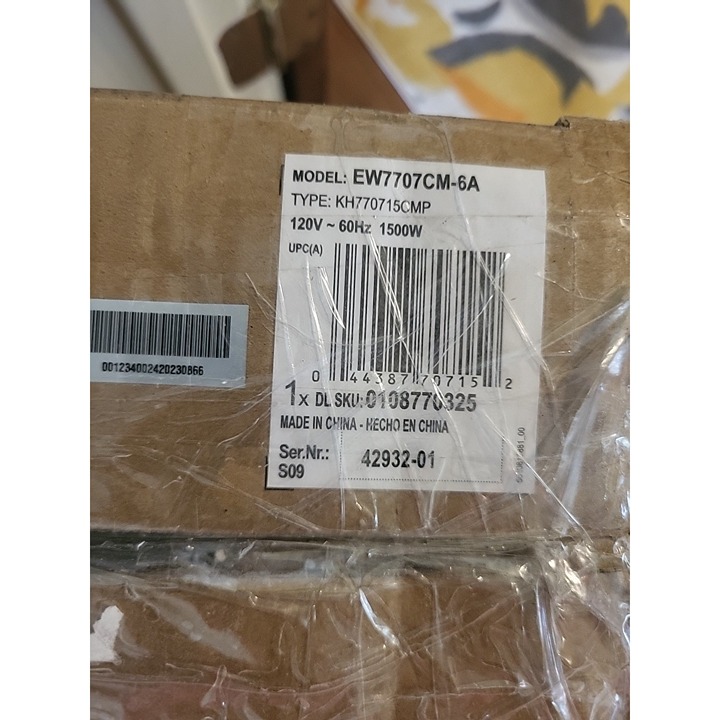 MODEL: EW7707CM-6A
TYPE: KH770715CMP
120V ~ 60Hz 1500W
UPC(A)
0 44387 70715 2
1x DL SKU:0108770325
MADE IN CHINA - HECHO EN CHINA
Ser.Nr.: 42932-01
S09
001234002420230866